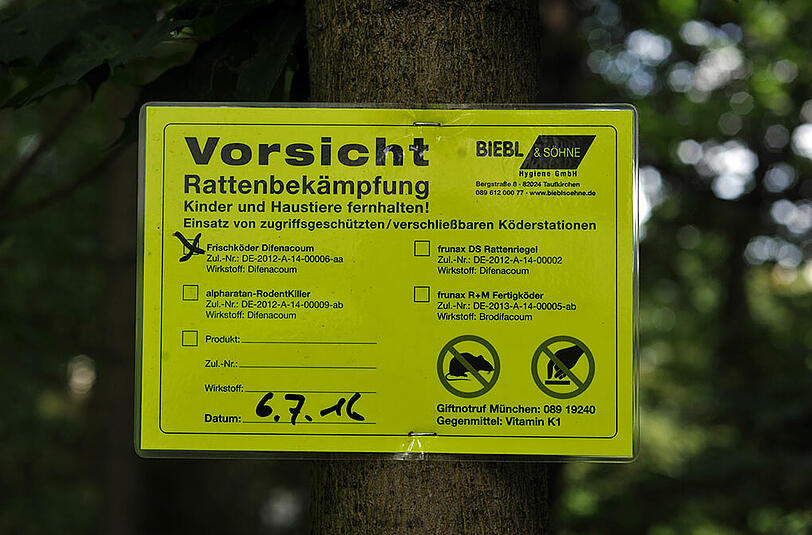 Vorsicht
BIEBL & SÖHNE
Hygiene GmbH
Bergstraße 8 · 82024 Taufkirchen
089 612 000 77 · www.bieblsoehne.de
Rattenbekämpfung
Kinder und Haustiere fernhalten!
Einsatz von zugriffsgeschützten/verschließbaren Köderstationen
X Frischköder Difenacoum
Zul.-Nr.: DE-2012-A-14-00006-aa
Wirkstoff: Difenacoum
frunax DS Rattenriegel
Zul.-Nr.: DE-2012-A-14-00002
Wirkstoff: Difenacoum
alpharatan-RodentKiller
Zul.-Nr.: DE-2012-A-14-00009-ab
Wirkstoff: Difenacoum
frunax R+M Fertigköder
Zul.-Nr.: DE-2013-A-14-00005-ab
Wirkstoff: Brodifacoum
Produkt:
Zul.-Nr.:
Wirkstoff:
Datum: 6.7.16
Giftnotruf München: 089 19240
Gegenmittel: Vitamin K1